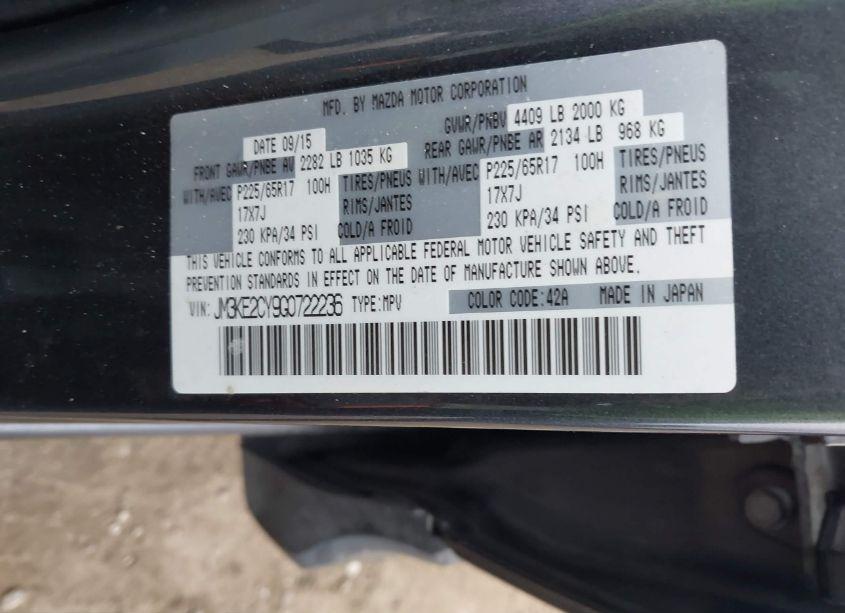 MFD. BY MAZDA MOTOR CORPORATION
DATE 09/15 GVWR/PNBV 4409 LB 2000 KG
FRONT GAWR/PNBE AV 2282 LB 1035 KG REAR GAWR/PNBE AR 2134 LB 968 KG
WITH/AVEC P225/65R17 100H TIRES/PNEUS WITH/AVEC P225/65R17 100H TIRES/PNEUS
17X7J RIMS/JANTES 17X7J RIMS/JANTES
230 KPA/34 PSI COLD/A FROID 230 KPA/34 PSI COLD/A FROID
THIS VEHICLE CONFORMS TO ALL APPLICABLE FEDERAL MOTOR VEHICLE SAFETY AND THEFT
PREVENTION STANDARDS IN EFFECT ON THE DATE OF MANUFACTURE SHOWN ABOVE.
VIN: JM3KE2CY9G0722236 TYPE:MPV COLOR CODE:42A MADE IN JAPAN